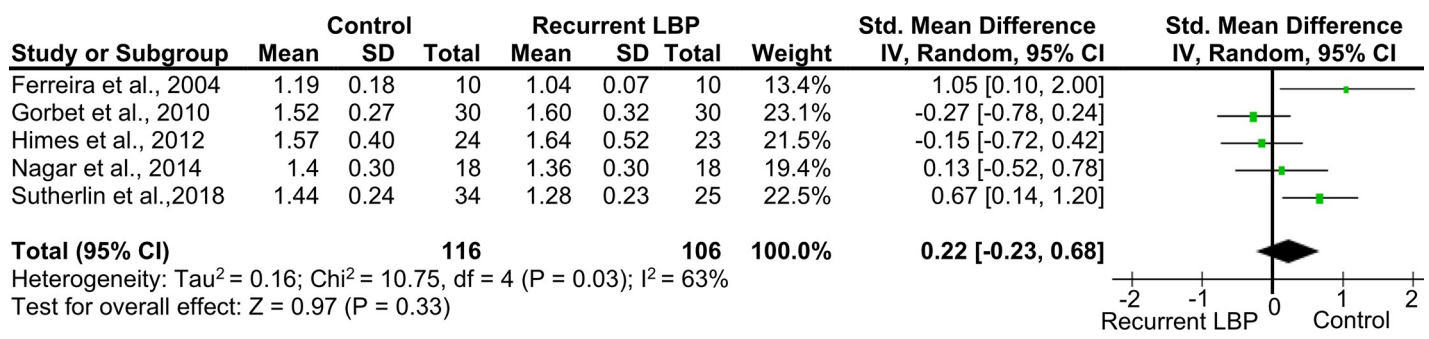 Control Recurrent LBP Std. Mean Difference Std. Mean Difference
Study or Subgroup Mean SD Total Mean SD Total Weight IV, Random, 95% CI IV, Random, 95% CI
Ferreira et al., 2004 1.19 0.18 10 1.04 0.07 10 13.4% 1.05 [0.10, 2.00]
Gorbet et al., 2010 1.52 0.27 30 1.60 0.32 30 23.1% -0.27 [-0.78, 0.24]
Himes et al., 2012 1.57 0.40 24 1.64 0.52 23 21.5% -0.15 [-0.72, 0.42]
Nagar et al., 2014 1.4 0.30 18 1.36 0.30 18 19.4% 0.13 [-0.52, 0.78]
Sutherlin et al.,2018 1.44 0.24 34 1.28 0.23 25 22.5% 0.67 [0.14, 1.20]
Total (95% CI) 116 106 100.0% 0.22 [-0.23, 0.68]
Heterogeneity: Tau² = 0.16; Chi² = 10.75, df = 4 (P = 0.03); I² = 63%
Test for overall effect: Z = 0.97 (P = 0.33)
-2 -1 0 1 2
Recurrent LBP Control